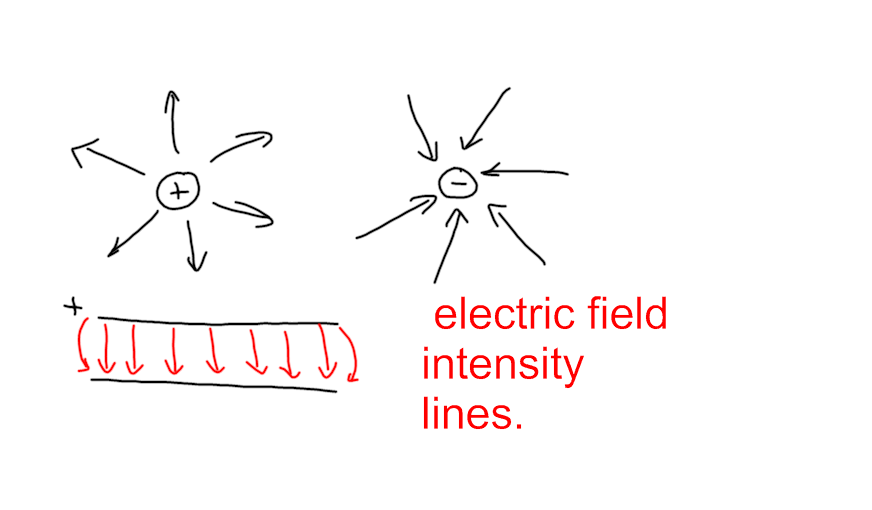 +
-
+
electric field
intensity
lines.